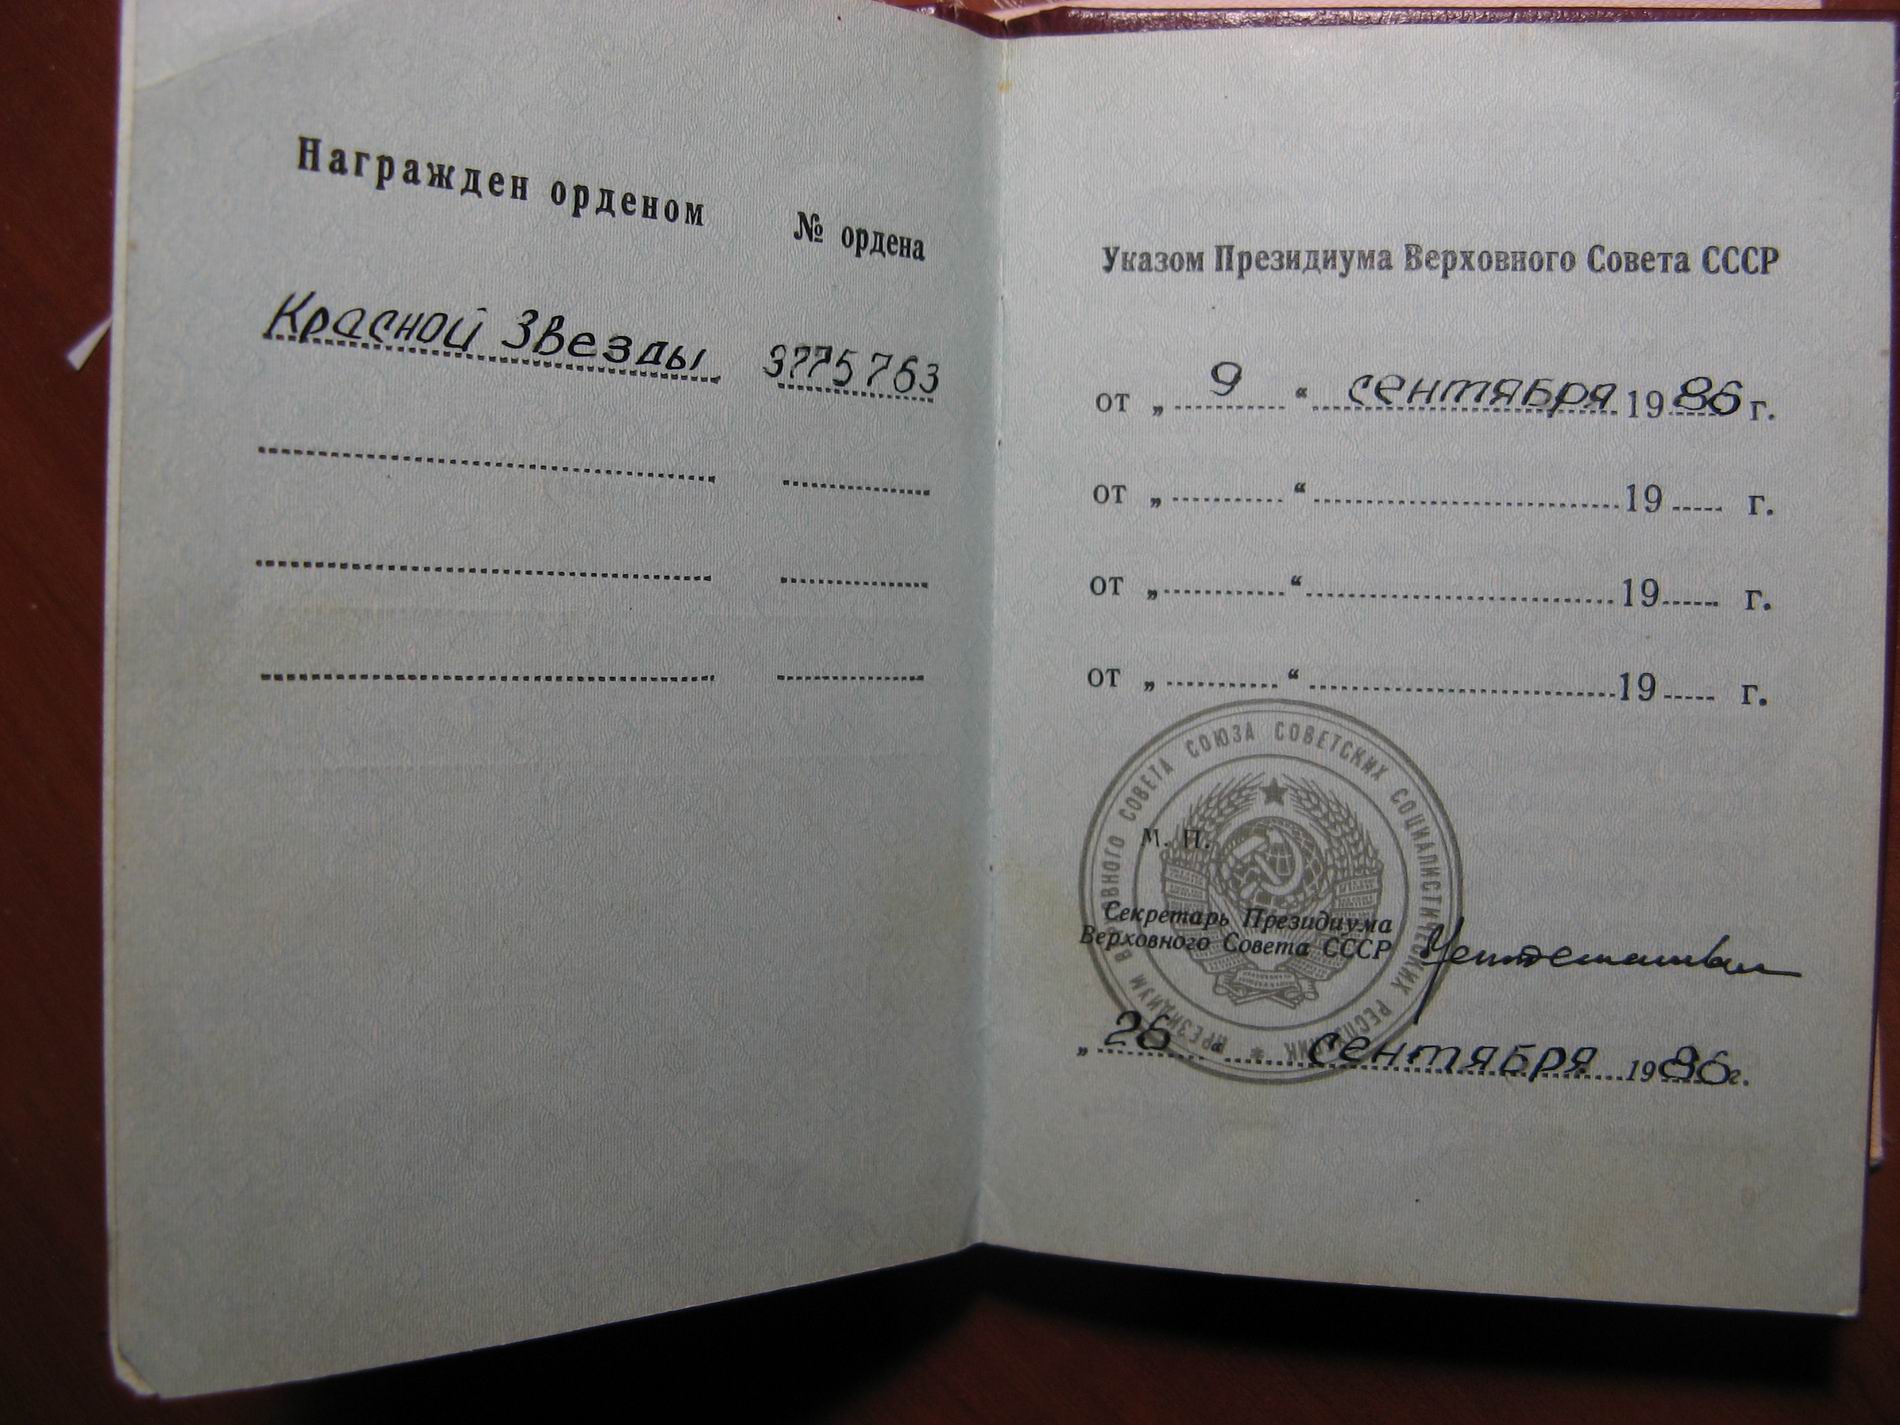 Награжден орденом № ордена
Красной Звезды 3775763
Указом Президиума Верховного Совета СССР
от „ 9 “ сентября 1986 г.
от „ “ 19 г.
от „ “ 19 г.
от „ “ 19 г.
ПРЕЗИДИУМ ВЕРХОВНОГО СОВЕТА СОЮЗА СОВЕТСКИХ СОЦИАЛИСТИЧЕСКИХ РЕСПУБЛИК
М. П.
Секретарь Президиума
Верховного Совета СССР
„ 26 “ сентября 1986 г.